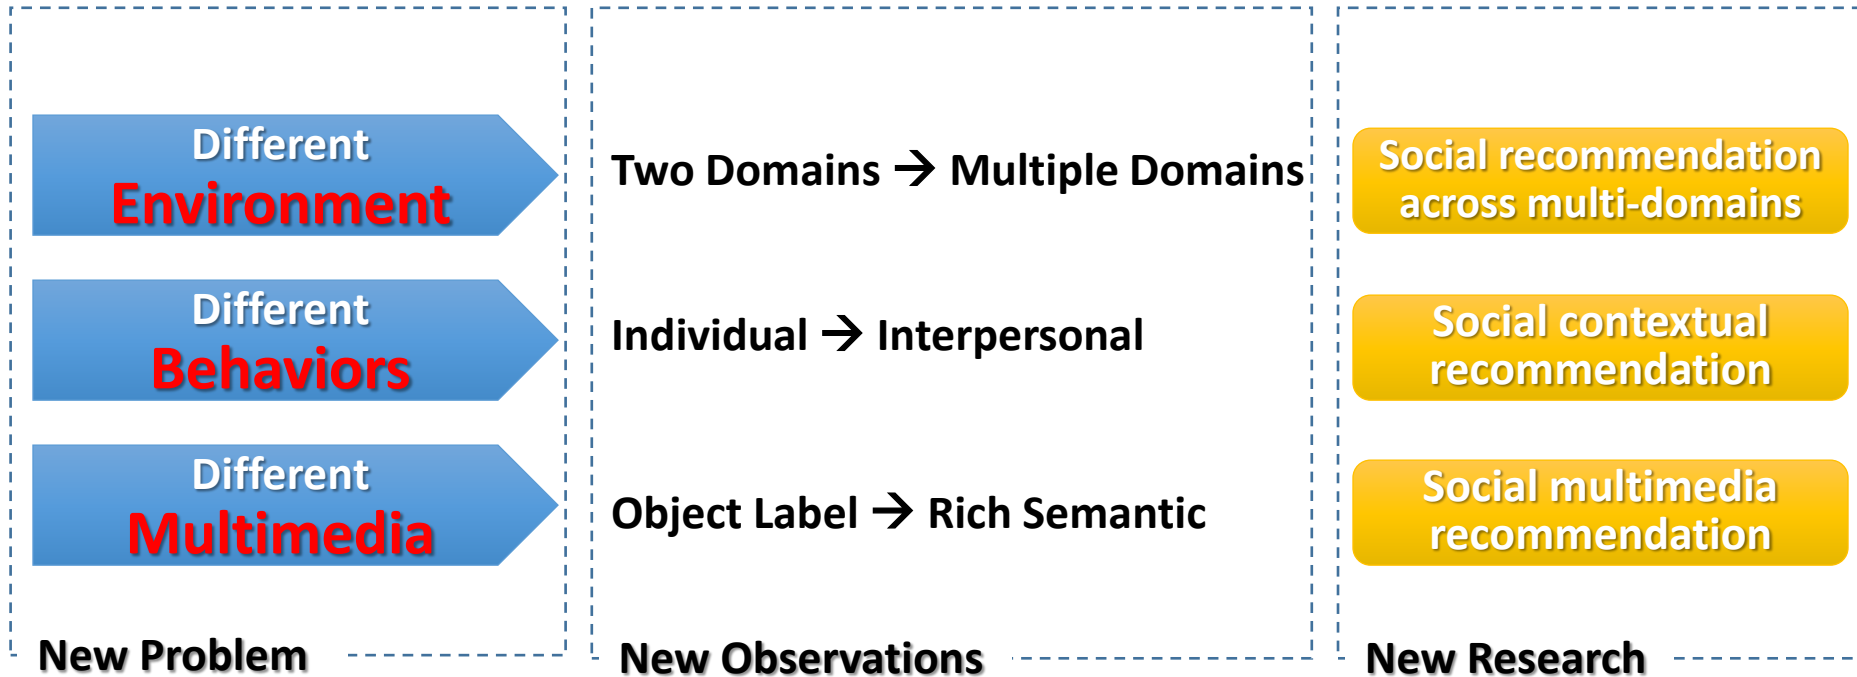 Different
Environment
Two Domains → Multiple Domains
Social recommendation
across multi-domains
Different
Behaviors
Individual → Interpersonal
Social contextual
recommendation
Different
Multimedia
Object Label → Rich Semantic
Social multimedia
recommendation
New Problem
New Observations
New Research